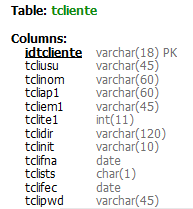 Table: tcliente
Columns:
idtcliente varchar(18) PK
tcliusu varchar(45)
tclinom varchar(60)
tcliap1 varchar(60)
tcliem1 varchar(45)
tclite1 int(11)
tclidir varchar(120)
tclinit varchar(10)
tclifna date
tclists char(1)
tclifec date
tclipwd varchar(45)